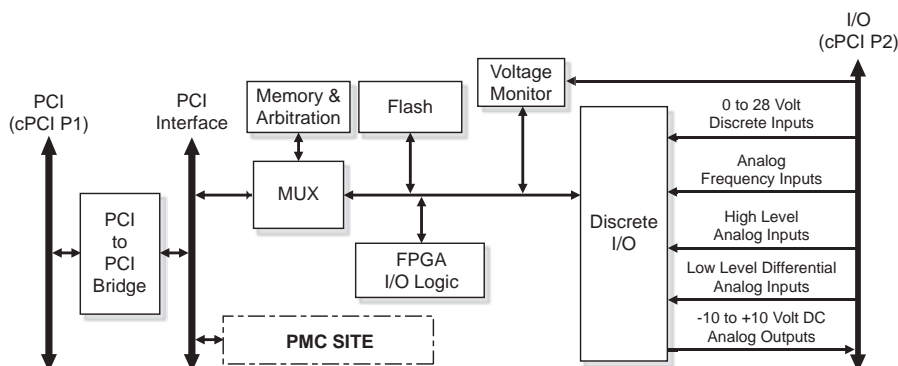 I/O
(cPCI P2)
PCI
(cPCI P1)
PCI
Interface
Memory &
Arbitration
Flash
Voltage
Monitor
0 to 28 Volt
Discrete Inputs
Analog
Frequency Inputs
MUX
PCI
to
PCI
Bridge
Discrete
I/O
High Level
Analog Inputs
FPGA
I/O Logic
Low Level Differential
Analog Inputs
-10 to +10 Volt DC
Analog Outputs
PMC SITE